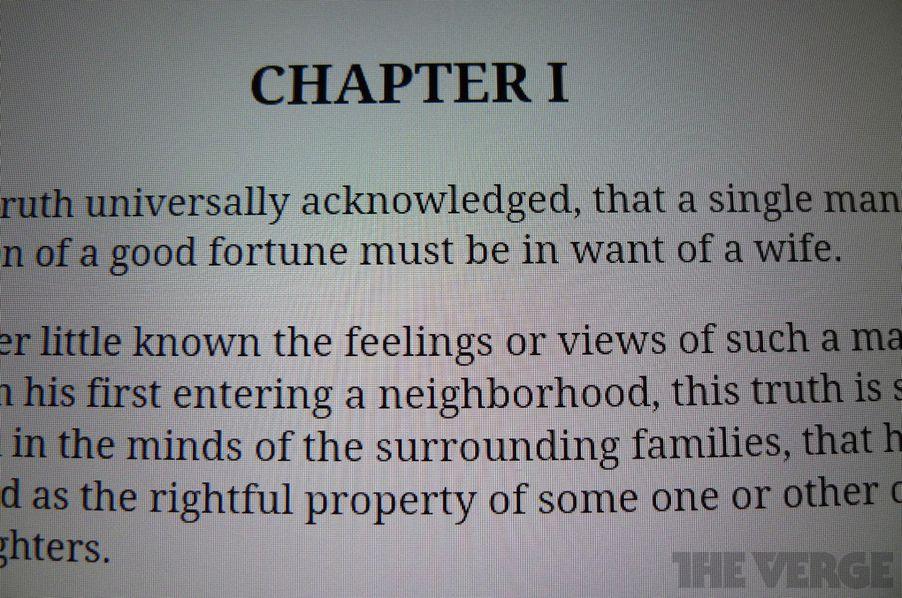 CHAPTER I
ruth universally acknowledged, that a single man
n of a good fortune must be in want of a wife.
er little known the feelings or views of such a ma
n his first entering a neighborhood, this truth is s
in the minds of the surrounding families, that h
d as the rightful property of some one or other o
ghters.
THE VERGE